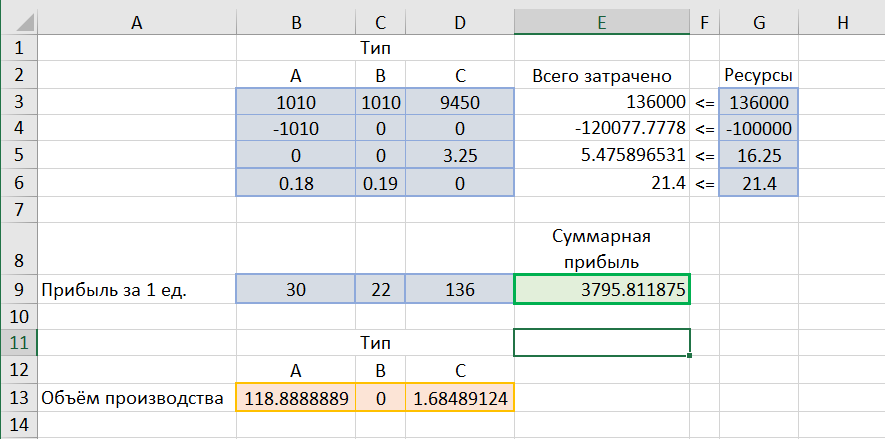 A B C D E F G H
1 Тип
2 A B C Всего затрачено Ресурсы
3 1010 1010 9450 136000 <= 136000
4 -1010 0 0 -120077.7778 <= -100000
5 0 0 3.25 5.475896531 <= 16.25
6 0.18 0.19 0 21.4 <= 21.4
7
Суммарная
8 прибыль
9 Прибыль за 1 ед. 30 22 136 3795.811875
10
11 Тип
12 A B C
13 Объём производства 118.8888889 0 1.68489124
14